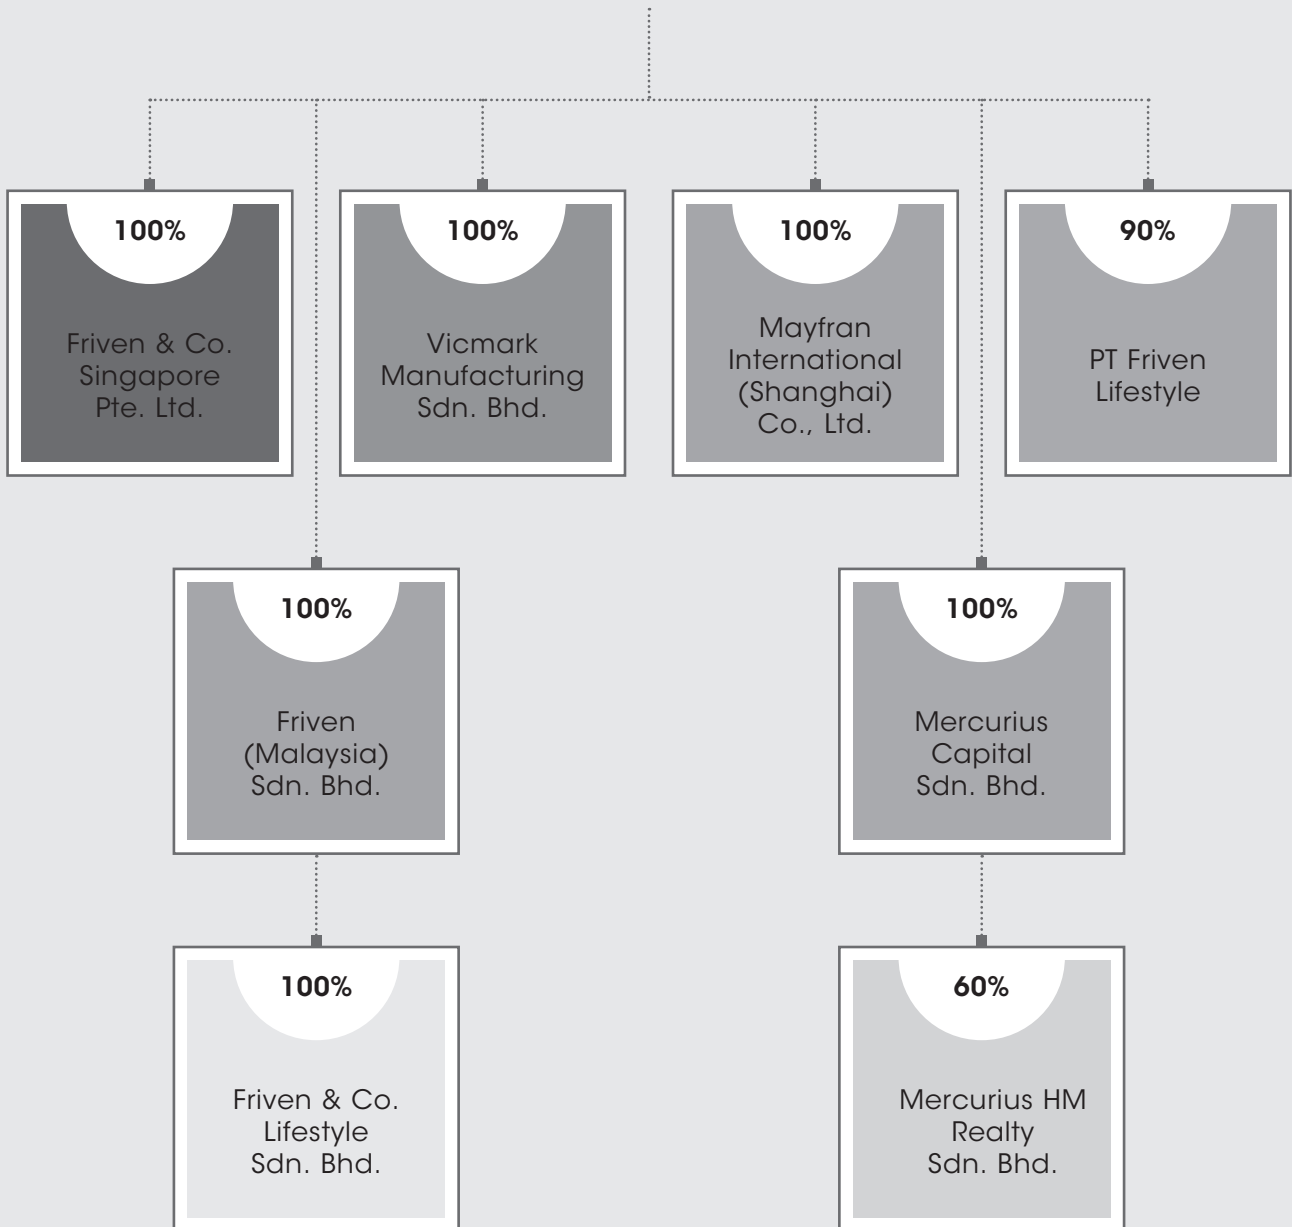 100%
Friven & Co.
Singapore
Pte. Ltd.
100%
Vicmark
Manufacturing
Sdn. Bhd.
100%
Mayfran
International
(Shanghai)
Co., Ltd.
90%
PT Friven
Lifestyle
100%
Friven
(Malaysia)
Sdn. Bhd.
100%
Mercurius
Capital
Sdn. Bhd.
100%
Friven & Co.
Lifestyle
Sdn. Bhd.
60%
Mercurius HM
Realty
Sdn. Bhd.